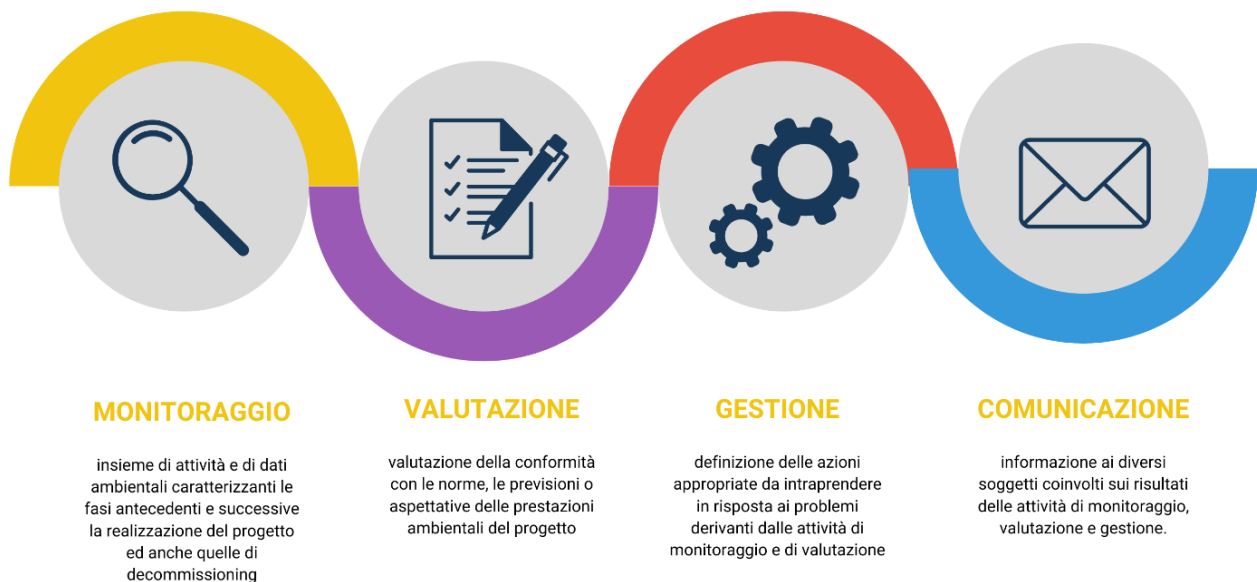 MONITORAGGIO
insieme di attività e di dati
ambientali caratterizzanti le
fasi antecedenti e successive
la realizzazione del progetto
ed anche quelle di
decommissioning
VALUTAZIONE
valutazione della conformità
con le norme, le previsioni o
aspettative delle prestazioni
ambientali del progetto
GESTIONE
definizione delle azioni
appropriate da intraprendere
in risposta ai problemi
derivanti dalle attività di
monitoraggio e di valutazione
COMUNICAZIONE
informazione ai diversi
soggetti coinvolti sui risultati
delle attività di monitoraggio,
valutazione e gestione.